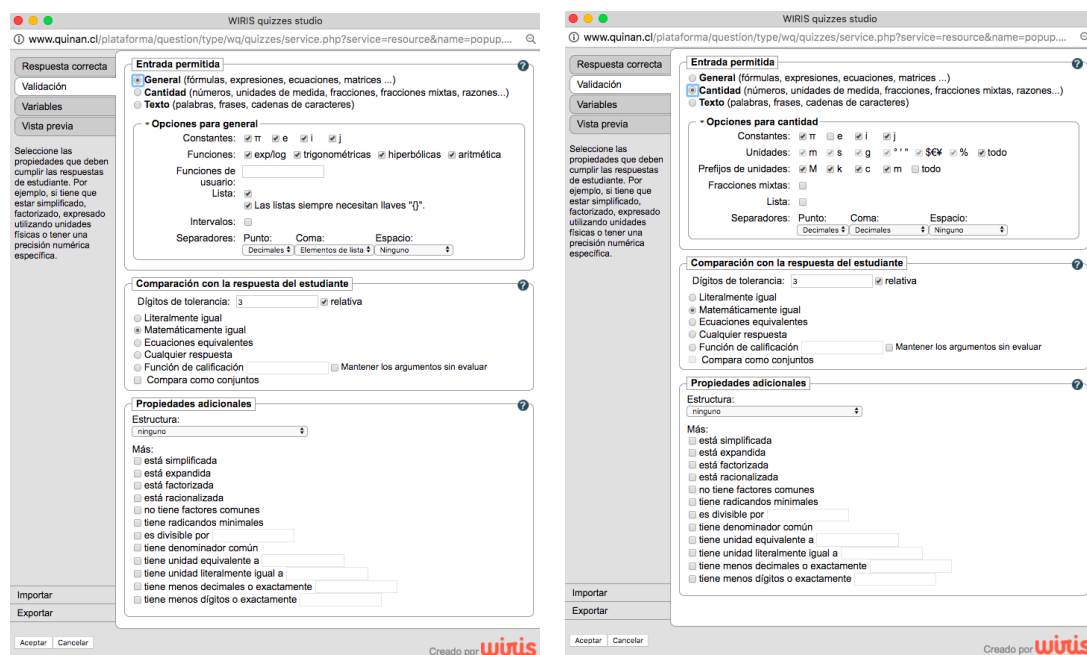 WIRIS quizzes studio
www.quinan.cl/plataforma/question/type/wq/quizzes/service.php?service=resource&name=popup....
Respuesta correcta
Validación
Variables
Vista previa
Seleccione las
propiedades que deben
cumplir las respuestas
de estudiante. Por
ejemplo, si tiene que
estar simplificado,
factorizado, expresado
utilizando unidades
físicas o tener una
precisión numérica
específica.
Importar
Exportar
Aceptar Cancelar
Entrada permitida
General (fórmulas, expresiones, ecuaciones, matrices ...)
Cantidad (números, unidades de medida, fracciones, fracciones mixtas, razones...)
Texto (palabras, frases, cadenas de caracteres)
Opciones para general
Constantes: π e i j
Funciones: exp/log trigonométricas hiperbólicas aritmética
Funciones de
usuario:
Lista:
Las listas siempre necesitan llaves "{}".
Intervalos:
Separadores: Punto: Coma: Espacio:
Decimales Elementos de lista Ninguno
Comparación con la respuesta del estudiante
Dígitos de tolerancia: 3 relativa
Literalmente igual
Matemáticamente igual
Ecuaciones equivalentes
Cualquier respuesta
Función de calificación Mantener los argumentos sin evaluar
Compara como conjuntos
Propiedades adicionales
Estructura:
ninguno
Más:
está simplificada
está expandida
está factorizada
está racionalizada
no tiene factores comunes
tiene radicandos minimales
es divisible por
tiene denominador común
tiene unidad equivalente a
tiene unidad literalmente igual a
tiene menos decimales o exactamente
tiene menos dígitos o exactamente
Creado por wiris
WIRIS quizzes studio
www.quinan.cl/plataforma/question/type/wq/quizzes/service.php?service=resource&name=popup....
Respuesta correcta
Validación
Variables
Vista previa
Seleccione las
propiedades que deben
cumplir las respuestas
de estudiante. Por
ejemplo, si tiene que
estar simplificado,
factorizado, expresado
utilizando unidades
físicas o tener una
precisión numérica
específica.
Importar
Exportar
Aceptar Cancelar
Entrada permitida
General (fórmulas, expresiones, ecuaciones, matrices ...)
Cantidad (números, unidades de medida, fracciones, fracciones mixtas, razones...)
Texto (palabras, frases, cadenas de caracteres)
Opciones para cantidad
Constantes: π e i j
Unidades: m s g ° ' " $€¥ % todo
Prefijos de unidades: M k c m todo
Fracciones mixtas:
Lista:
Separadores: Punto: Coma: Espacio:
Decimales Decimales Ninguno
Comparación con la respuesta del estudiante
Dígitos de tolerancia: 3 relativa
Literalmente igual
Matemáticamente igual
Ecuaciones equivalentes
Cualquier respuesta
Función de calificación Mantener los argumentos sin evaluar
Compara como conjuntos
Propiedades adicionales
Estructura:
ninguno
Más:
está simplificada
está expandida
está factorizada
está racionalizada
no tiene factores comunes
tiene radicandos minimales
es divisible por
tiene denominador común
tiene unidad equivalente a
tiene unidad literalmente igual a
tiene menos decimales o exactamente
tiene menos dígitos o exactamente
Creado por wiris